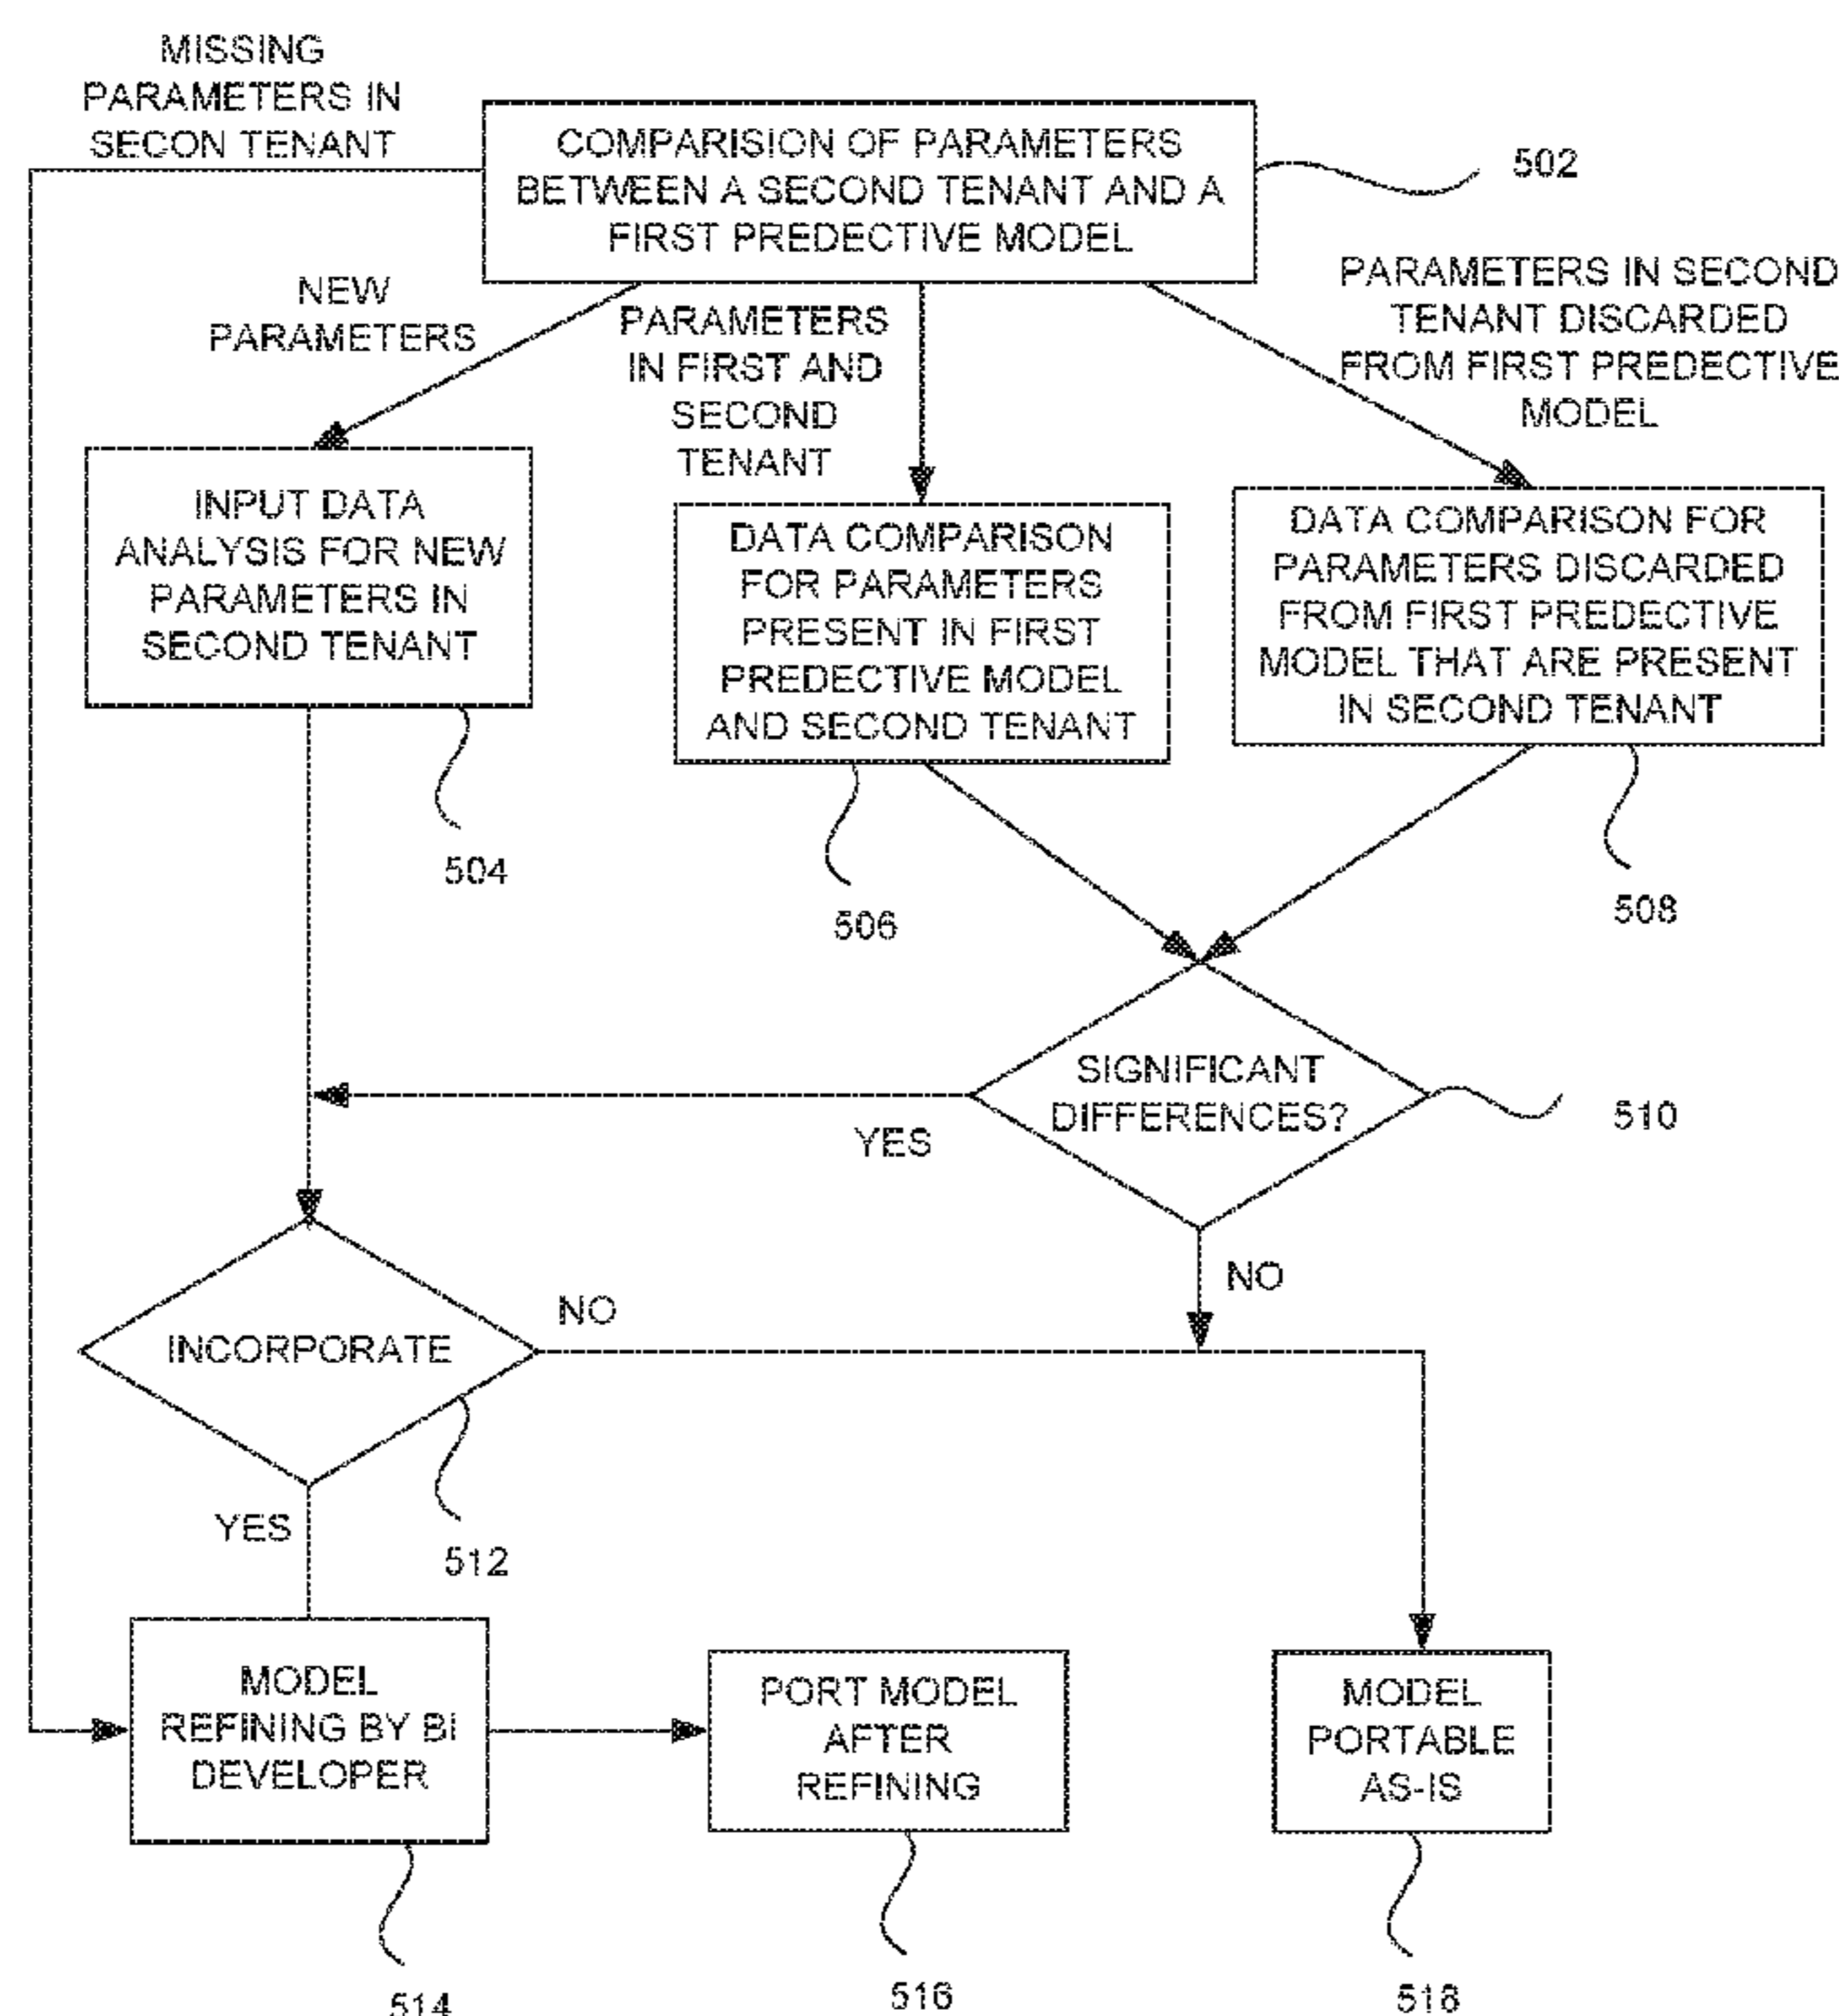 MISSING
PARAMETERS IN
SECON TENANT
COMPARISION OF PARAMETERS
BETWEEN A SECOND TENANT AND A
FIRST PREDECTIVE MODEL
502
NEW
PARAMETERS
PARAMETERS
IN FIRST AND
SECOND
TENANT
PARAMETERS IN SECOND
TENANT DISCARDED
FROM FIRST PREDECTIVE
MODEL
INPUT DATA
ANALYSIS FOR NEW
PARAMETERS IN
SECOND TENANT
504
DATA COMPARISON
FOR PARAMETERS
PRESENT IN FIRST
PREDECTIVE MODEL
AND SECOND TENANT
506
DATA COMPARISON FOR
PARAMETERS DISCARDED
FROM FIRST PREDECTIVE
MODEL THAT ARE PRESENT
IN SECOND TENANT
508
SIGNIFICANT
DIFFERENCES?
510
YES
NO
INCORPORATE
NO
512
YES
MODEL
REFINING BY BI
DEVELOPER
514
PORT MODEL
AFTER
REFINING
516
MODEL
PORTABLE
AS-IS
518